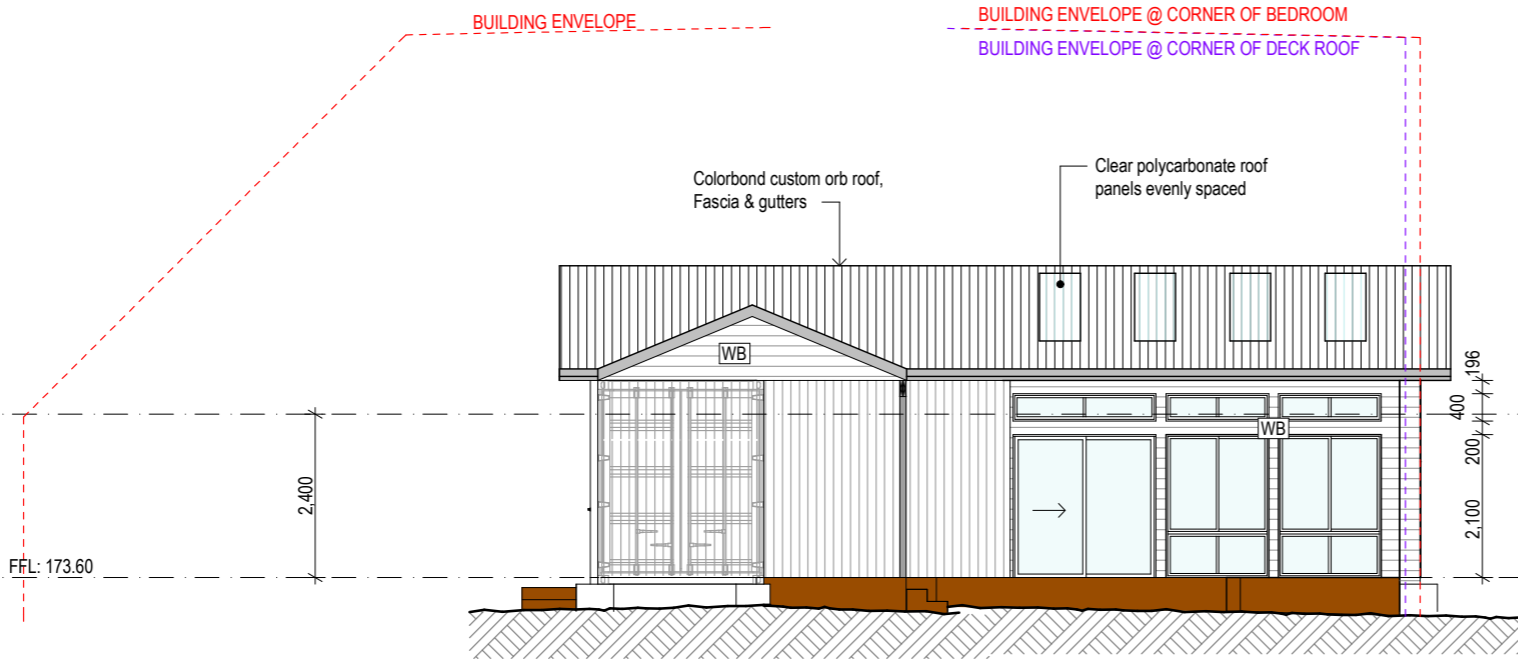 BUILDING ENVELOPE
BUILDING ENVELOPE @ CORNER OF BEDROOM
BUILDING ENVELOPE @ CORNER OF DECK ROOF
Colorbond custom orb roof,
Fascia & gutters
Clear polycarbonate roof
panels evenly spaced
WB
196
400
WB
200
2,400
2,100
FFL: 173.60